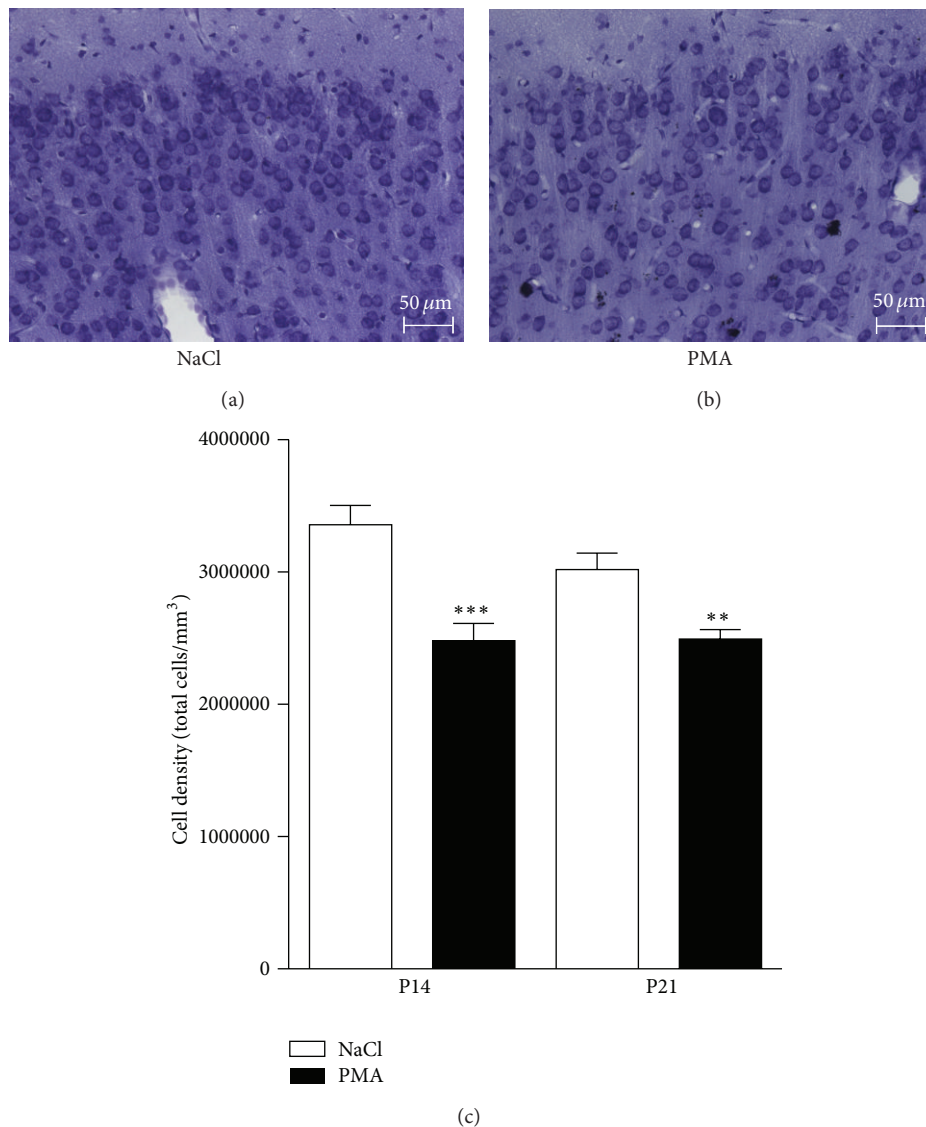 50 μm
50 μm
NaCl
PMA
(a)
(b)
4000000
3000000
2000000
1000000
0
Cell density (total cells/mm³)
***
**
P14
P21
NaCl
PMA
(c)